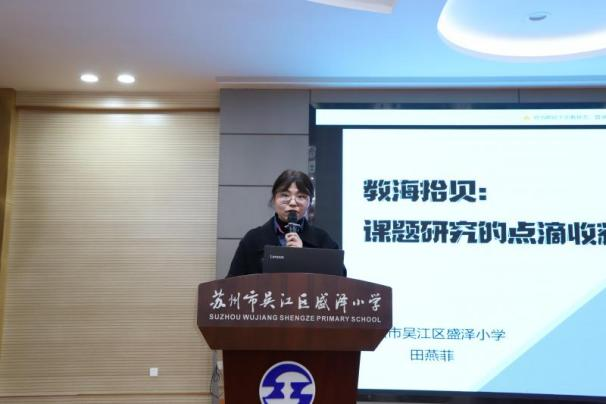 教海拾贝：
课题研究的点滴收
市吴江区盛泽小学
田燕菲
Lenovo
苏州市吴江区盛泽小学
SUZHOU WUJIANG SHENGZE PRIMARY SCHOOL